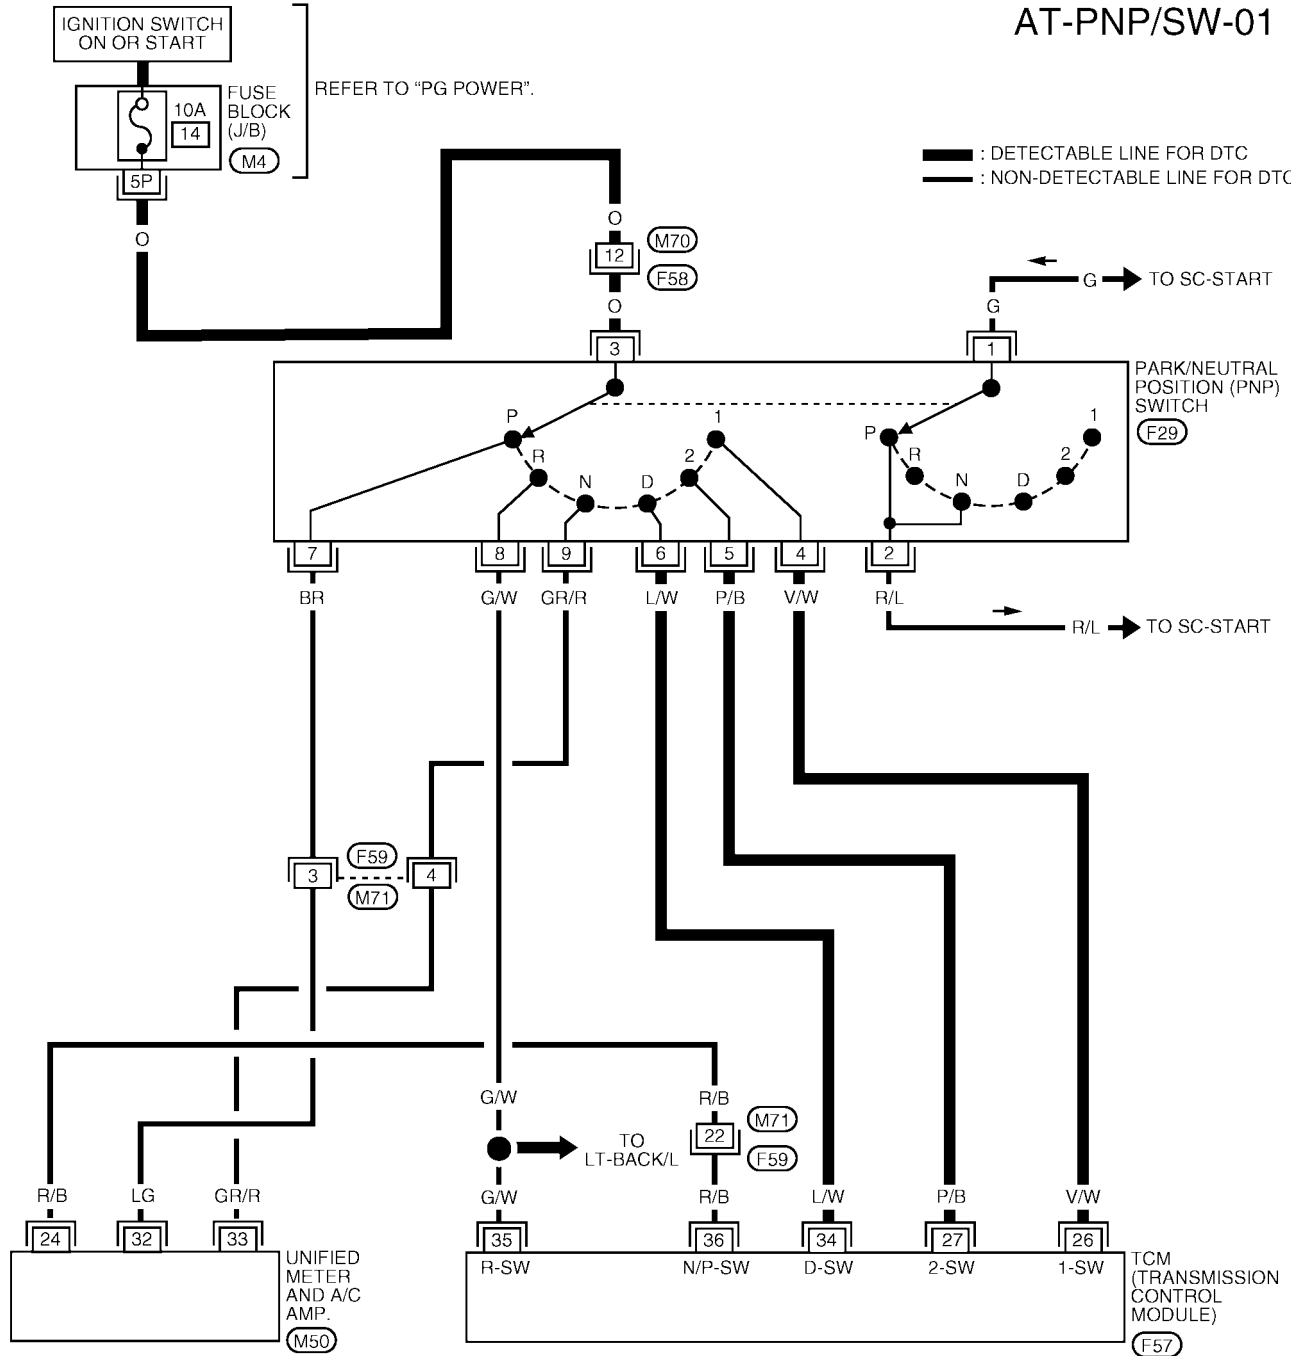 AT-PNP/SW-01
IGNITION SWITCH
ON OR START
REFER TO “PG POWER”.
FUSE
BLOCK
(J/B)
10A
14
M4
5P
: DETECTABLE LINE FOR DTC
: NON-DETECTABLE LINE FOR DTC
O
O
12
M70
F58
O
G
TO SC-START
G
3
1
PARK/NEUTRAL
POSITION (PNP)
SWITCH
F29
P
R
N
D
2
1
P
R
N
D
2
1
7
8
9
6
5
4
2
BR
G/W
GR/R
L/W
P/B
V/W
R/L
R/L
TO SC-START
3
F59
M71
4
G/W
R/B
TO
LT-BACK/L
22
M71
F59
R/B
LG
GR/R
G/W
R/B
L/W
P/B
V/W
24
32
33
35
36
34
27
26
UNIFIED
METER
AND A/C
AMP.
M50
R-SW
N/P-SW
D-SW
2-SW
1-SW
TCM
(TRANSMISSION
CONTROL
MODULE)
F57